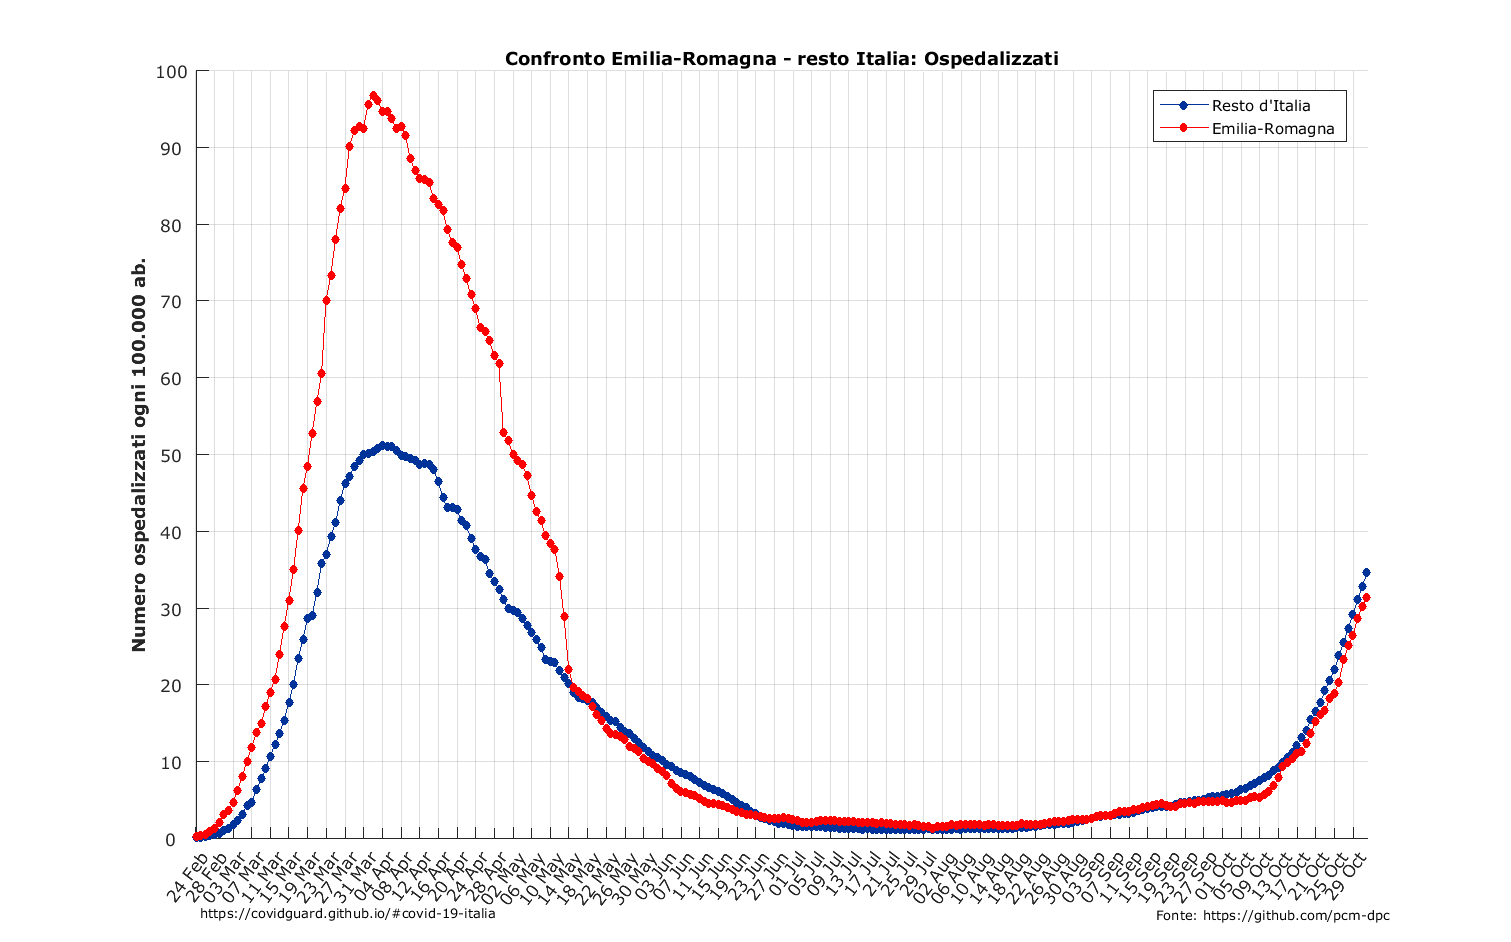 Confronto Emilia-Romagna - resto Italia: Ospedalizzati
Resto d'Italia
Emilia-Romagna
Numero ospedalizzati ogni 100.000 ab.
100
90
80
70
60
50
40
30
20
10
0
24 Feb
28 Feb
03 Mar
07 Mar
11 Mar
15 Mar
19 Mar
23 Mar
27 Mar
31 Mar
04 Apr
08 Apr
12 Apr
16 Apr
20 Apr
24 Apr
28 Apr
02 May
06 May
10 May
14 May
18 May
22 May
26 May
30 May
03 Jun
07 Jun
11 Jun
15 Jun
19 Jun
23 Jun
27 Jun
01 Jul
05 Jul
09 Jul
13 Jul
17 Jul
21 Jul
25 Jul
29 Jul
02 Aug
06 Aug
10 Aug
14 Aug
18 Aug
22 Aug
26 Aug
30 Aug
03 Sep
07 Sep
11 Sep
15 Sep
19 Sep
23 Sep
27 Sep
01 Oct
05 Oct
09 Oct
13 Oct
17 Oct
21 Oct
25 Oct
29 Oct
https://covidguard.github.io/#covid-19-italia
Fonte: https://github.com/pcm-dpc